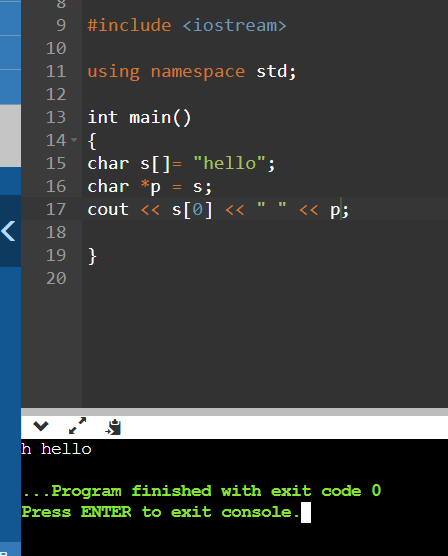 8
9 #include <iostream>
10
11 using namespace std;
12
13 int main()
14 {
15 char s[]= "hello";
16 char *p = s;
17 cout << s[0] << " " << p;
18
19 }
20
h hello
...Program finished with exit code 0
Press ENTER to exit console.